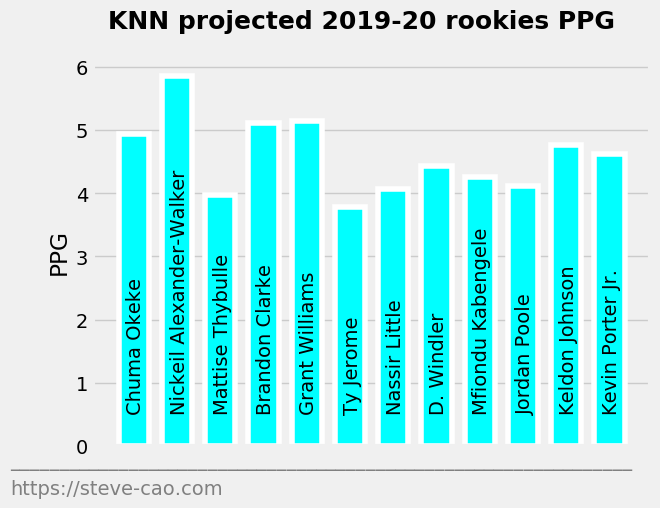 KNN projected 2019-20 rookies PPG
PPG
6
5
4
3
2
1
0
Chuma Okeke
Nickeil Alexander-Walker
Mattise Thybulle
Brandon Clarke
Grant Williams
Ty Jerome
Nassir Little
D. Windler
Mfiondu Kabengele
Jordan Poole
Keldon Johnson
Kevin Porter Jr.
https://steve-cao.com